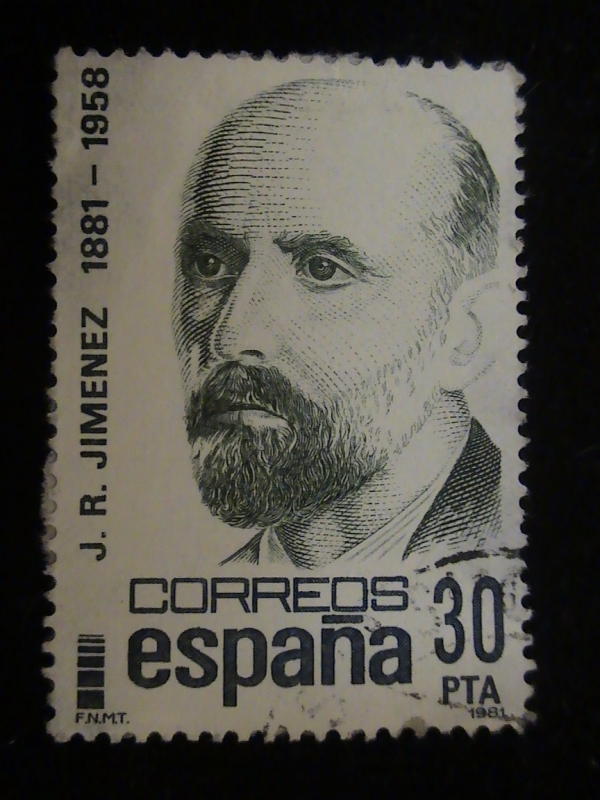 J. R. JIMENEZ 1881 - 1958
CORREOS
españa
30
PTA
F.N.M.T.
1981